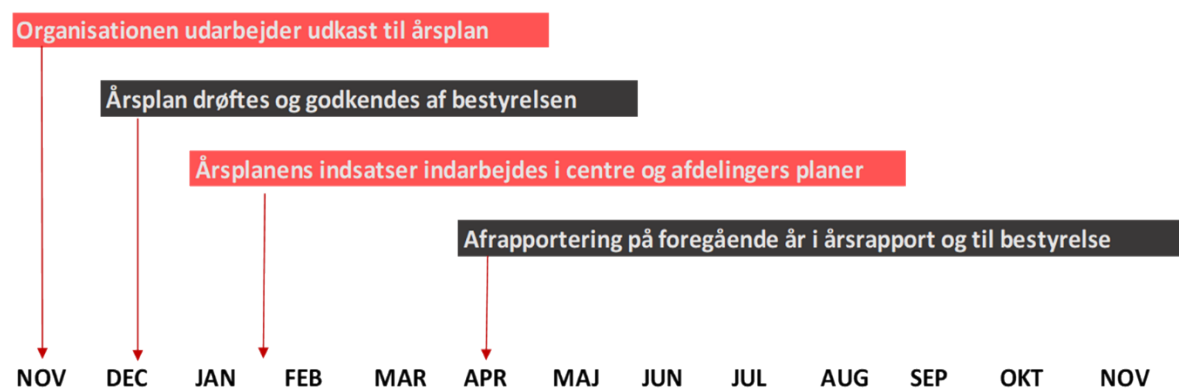 Organisationen udarbejder udkast til årsplan
Årsplan drøftes og godkendes af bestyrelsen
Årsplanens indsatser indarbejdes i centre og afdelingers planer
Afrapportering på foregående år i årsrapport og til bestyrelse
NOV DEC JAN FEB MAR APR MAJ JUN JUL AUG SEP OKT NOV